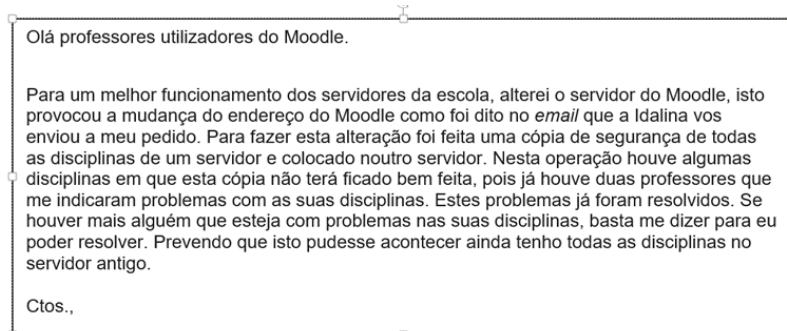 Olá professores utilizadores do Moodle.
Para um melhor funcionamento dos servidores da escola, alterei o servidor do Moodle, isto
provocou a mudança do endereço do Moodle como foi dito no email que a Idalina vos
enviou a meu pedido. Para fazer esta alteração foi feita uma cópia de segurança de todas
as disciplinas de um servidor e colocado noutro servidor. Nesta operação houve algumas
disciplinas em que esta cópia não terá ficado bem feita, pois já houve duas professores que
me indicaram problemas com as suas disciplinas. Estes problemas já foram resolvidos. Se
houver mais alguém que esteja com problemas nas suas disciplinas, basta me dizer para eu
poder resolver. Prevendo que isto pudesse acontecer ainda tenho todas as disciplinas no
servidor antigo.
Ctos.,